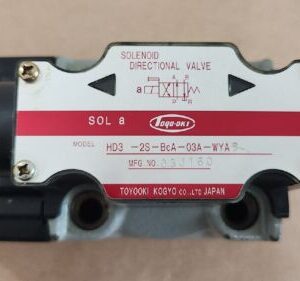 SOLENOID
DIRECTIONAL VALVE
a
SOL a
TOYO-OKI
MODEL HD3 -2S-BcA-03A-WYA
MFG.NO.
TOYOOKI KOGYO CO.,LTD JAPAN